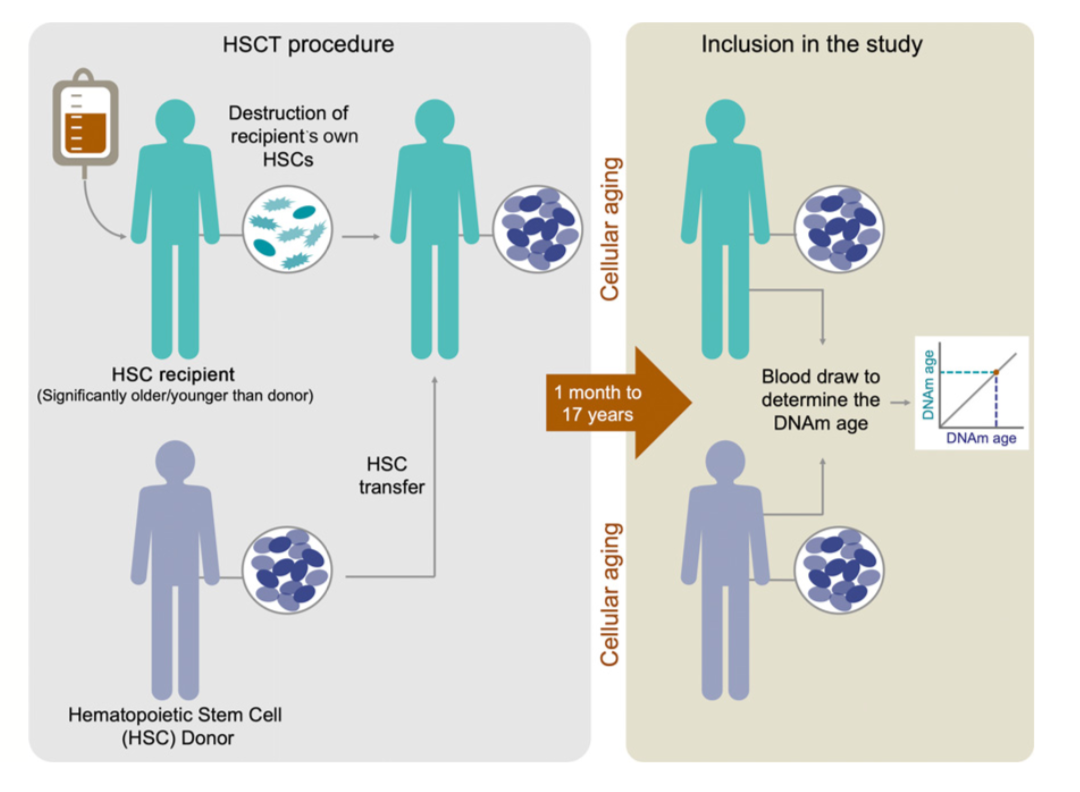 HSCT procedure
Destruction of
recipient's own
HSCs
HSC recipient
(Significantly older/younger than donor)
HSC
transfer
Hematopoietic Stem Cell
(HSC) Donor
Cellular aging
1 month to
17 years
Cellular aging
Inclusion in the study
Blood draw to
determine the
DNAm age
DNAm age
DNAm age